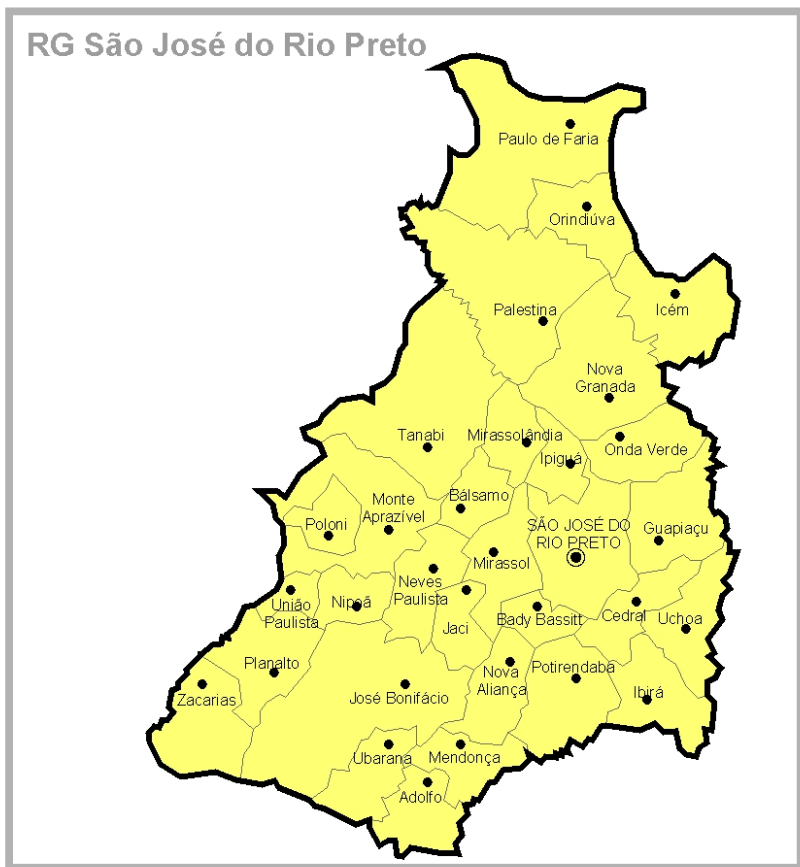 RG São José do Rio Preto
Paulo de Faria
Orindiúva
Icém
Palestina
Nova
Granada
Tanabi
Mirassolândia
Onda Verde
Ipiguá
Bálsamo
Monte
Aprazível
Poloni
SÃO JOSÉ DO
RIO PRETO
Guapiaçu
Mirassol
Neves
Paulista
União
Paulista
Nipoã
Jaci
Bady Bassitt
Cedral
Uchoa
Planalto
Zacarias
José Bonifácio
Nova
Aliança
Potirendaba
Ibirá
Ubarana
Mendonça
Adolfo